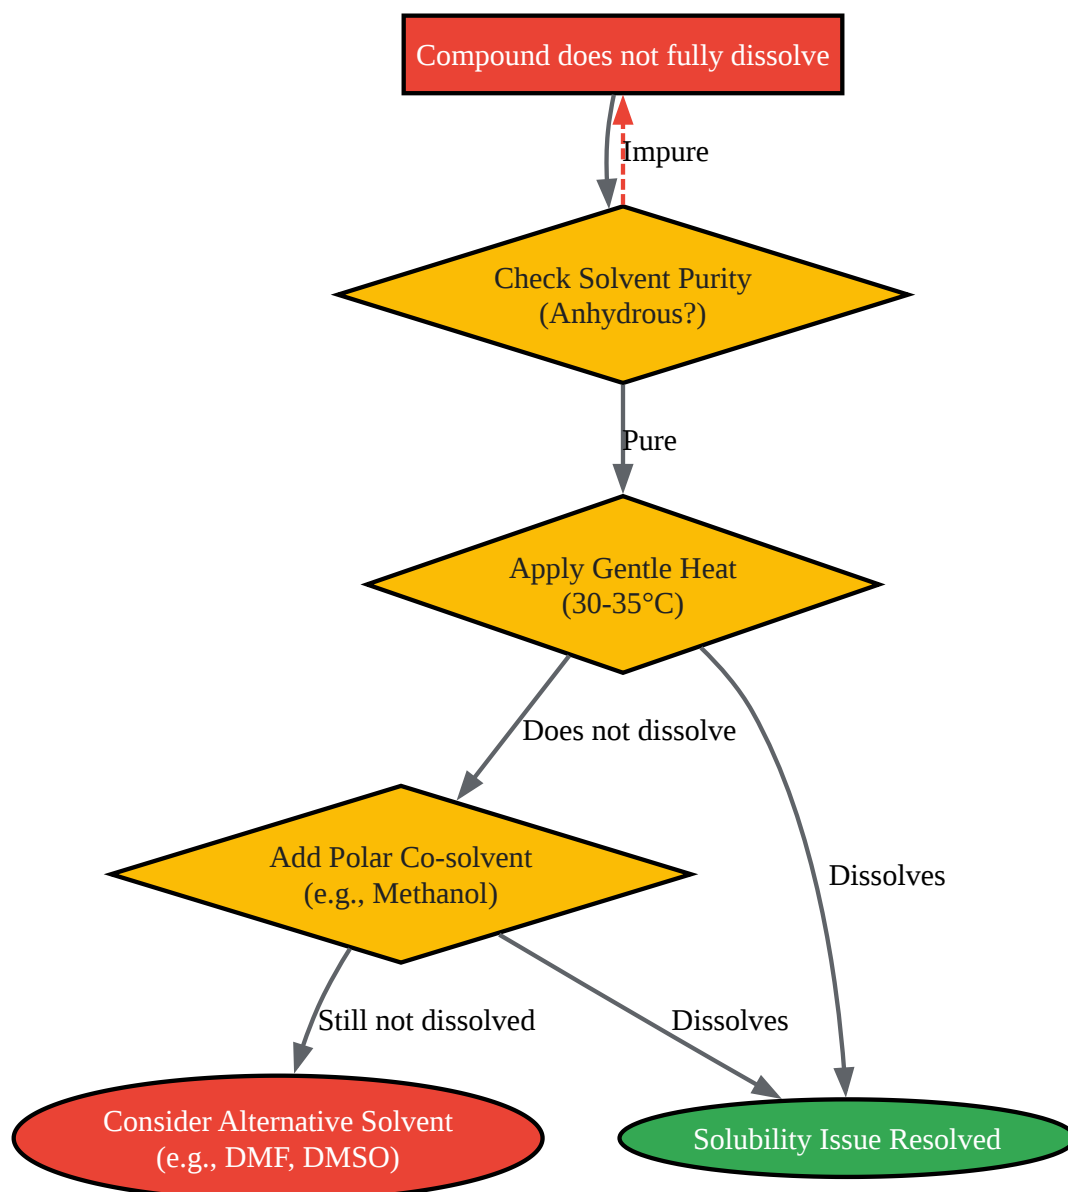 Compound does not fully dissolve
Impure
Check Solvent Purity
(Anhydrous?)
Pure
Apply Gentle Heat
(30-35°C)
Does not dissolve
Add Polar Co-solvent
(e.g., Methanol)
Dissolves
Still not dissolved
Dissolves
Consider Alternative Solvent
(e.g., DMF, DMSO)
Solubility Issue Resolved